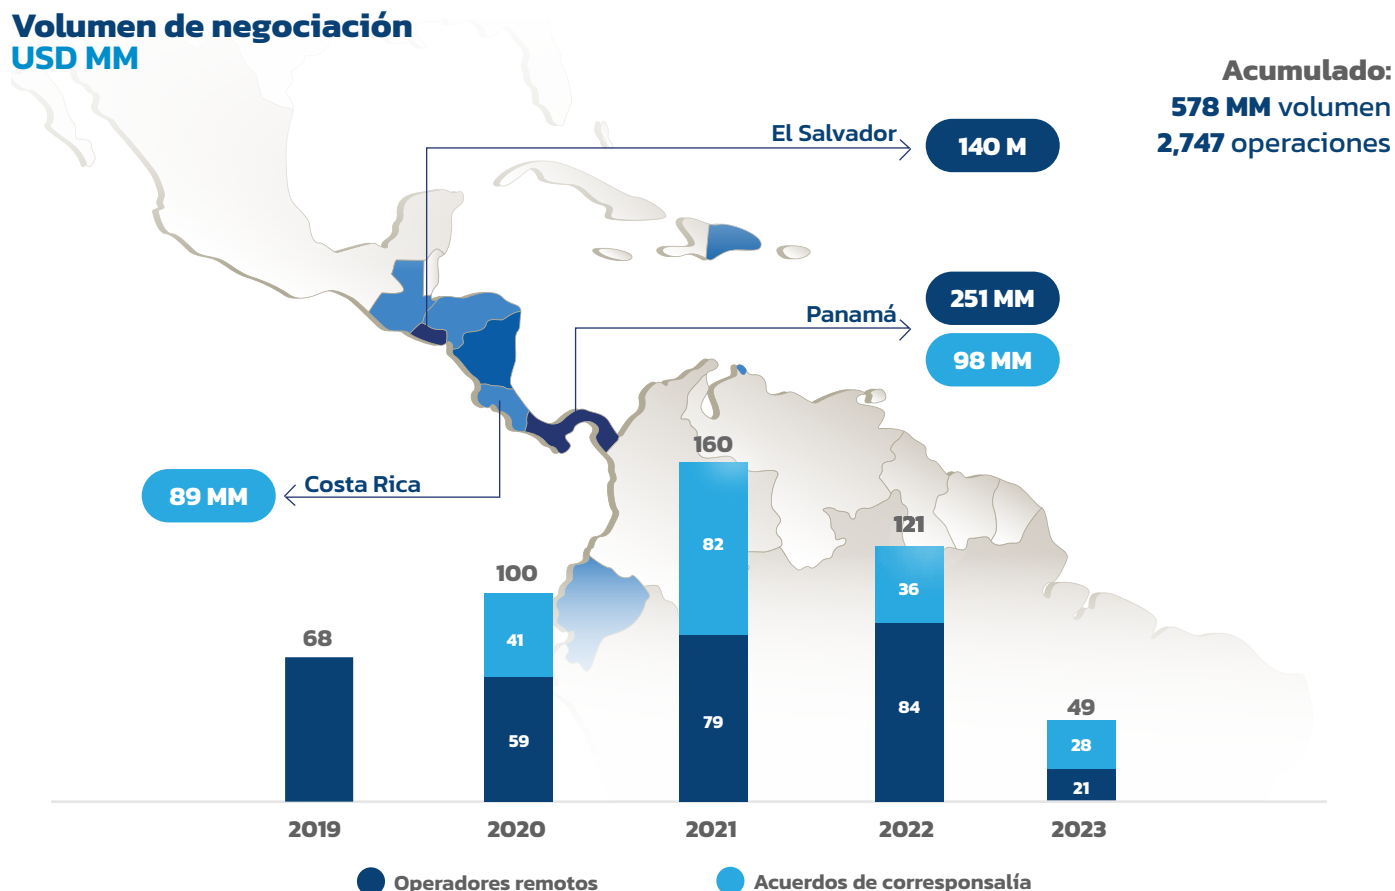 Volumen de negociación
USD MM
Acumulado:
578 MM volumen
2,747 operaciones
El Salvador
140 M
Panamá
251 MM
98 MM
Costa Rica
89 MM
68
100
41
59
160
82
79
121
36
84
49
28
21
2019
2020
2021
2022
2023
Operadores remotos
Acuerdos de corresponsalía